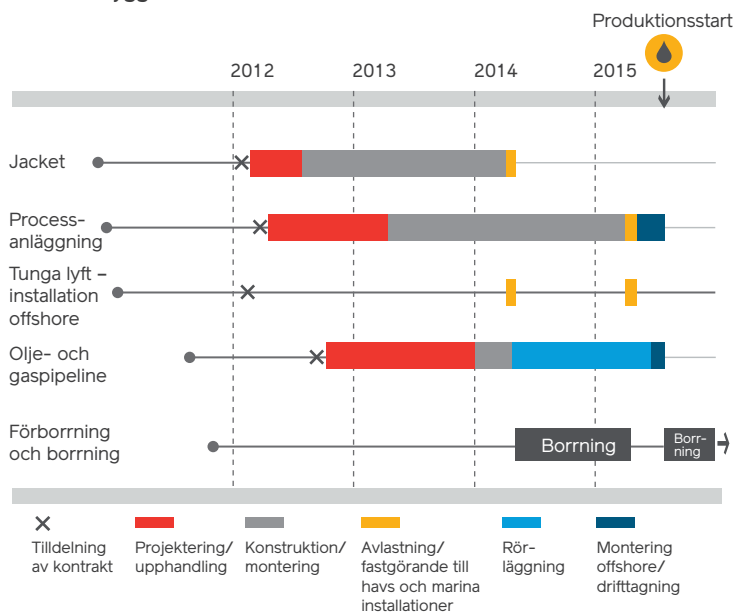 Produktionsstart
2012 2013 2014 2015
Jacket
Process-
anläggning
Tunga lyft –
installation
offshore
Olje- och
gaspipeline
Förborrning
och borrning
Borrning
Borr-
ning
Tilldelning
av kontrakt
Projektering/
upphandling
Konstruktion/
montering
Avlastning/
fastgörande till
havs och marina
installationer
Rör-
läggning
Montering
offshore/
drifttagning